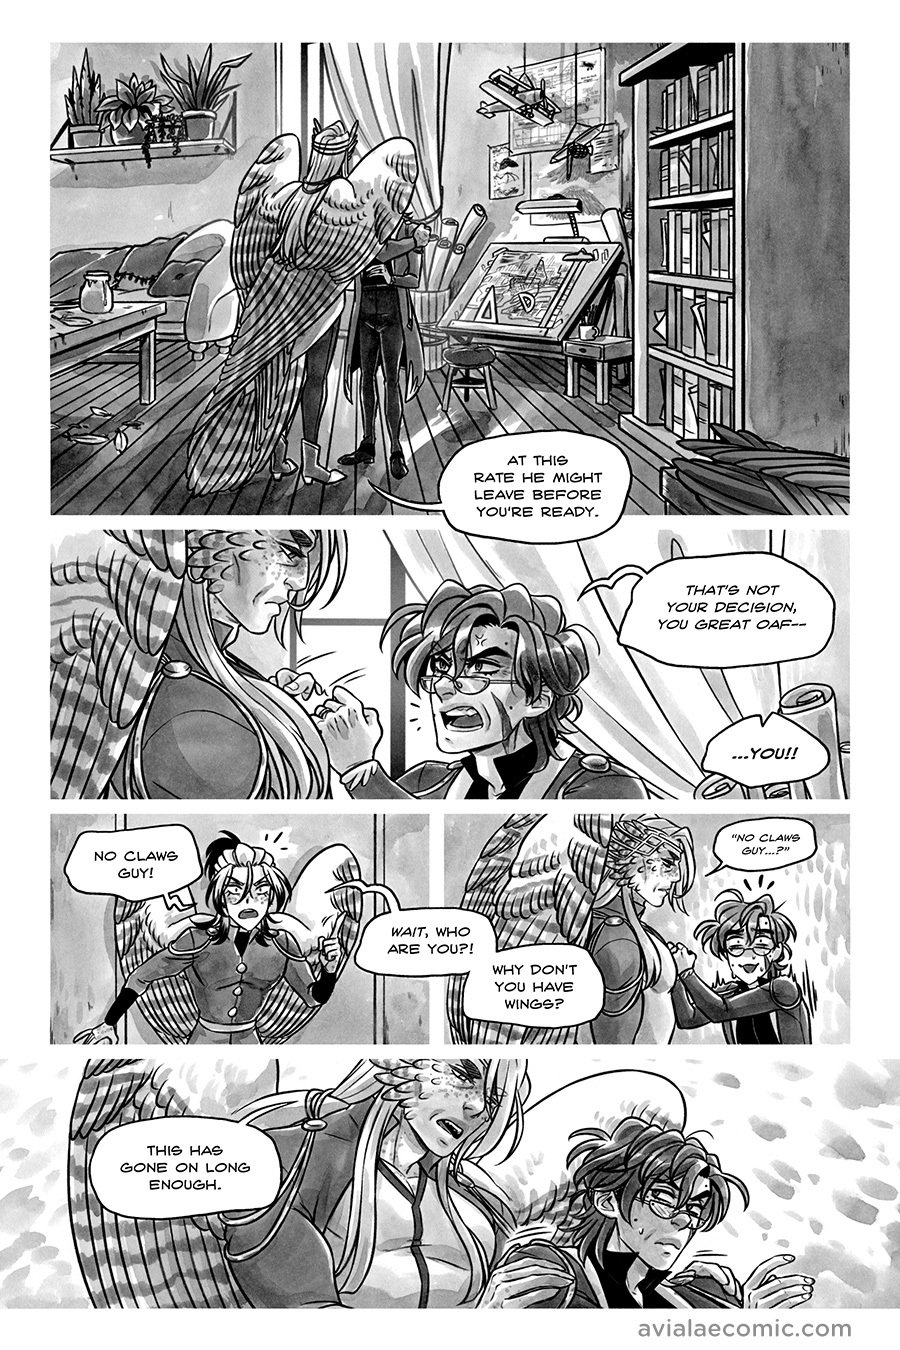 AT THIS
RATE HE MIGHT
LEAVE BEFORE
YOU'RE READY.
THAT'S NOT
YOUR DECISION,
YOU GREAT OAF--
...YOU!!
NO CLAWS
GUY!
WAIT, WHO
ARE YOU?!
"NO CLAWS
GUY...?"
WHY DON'T
YOU HAVE
WINGS?
THIS HAS
GONE ON LONG
ENOUGH.
avialaecomic.com